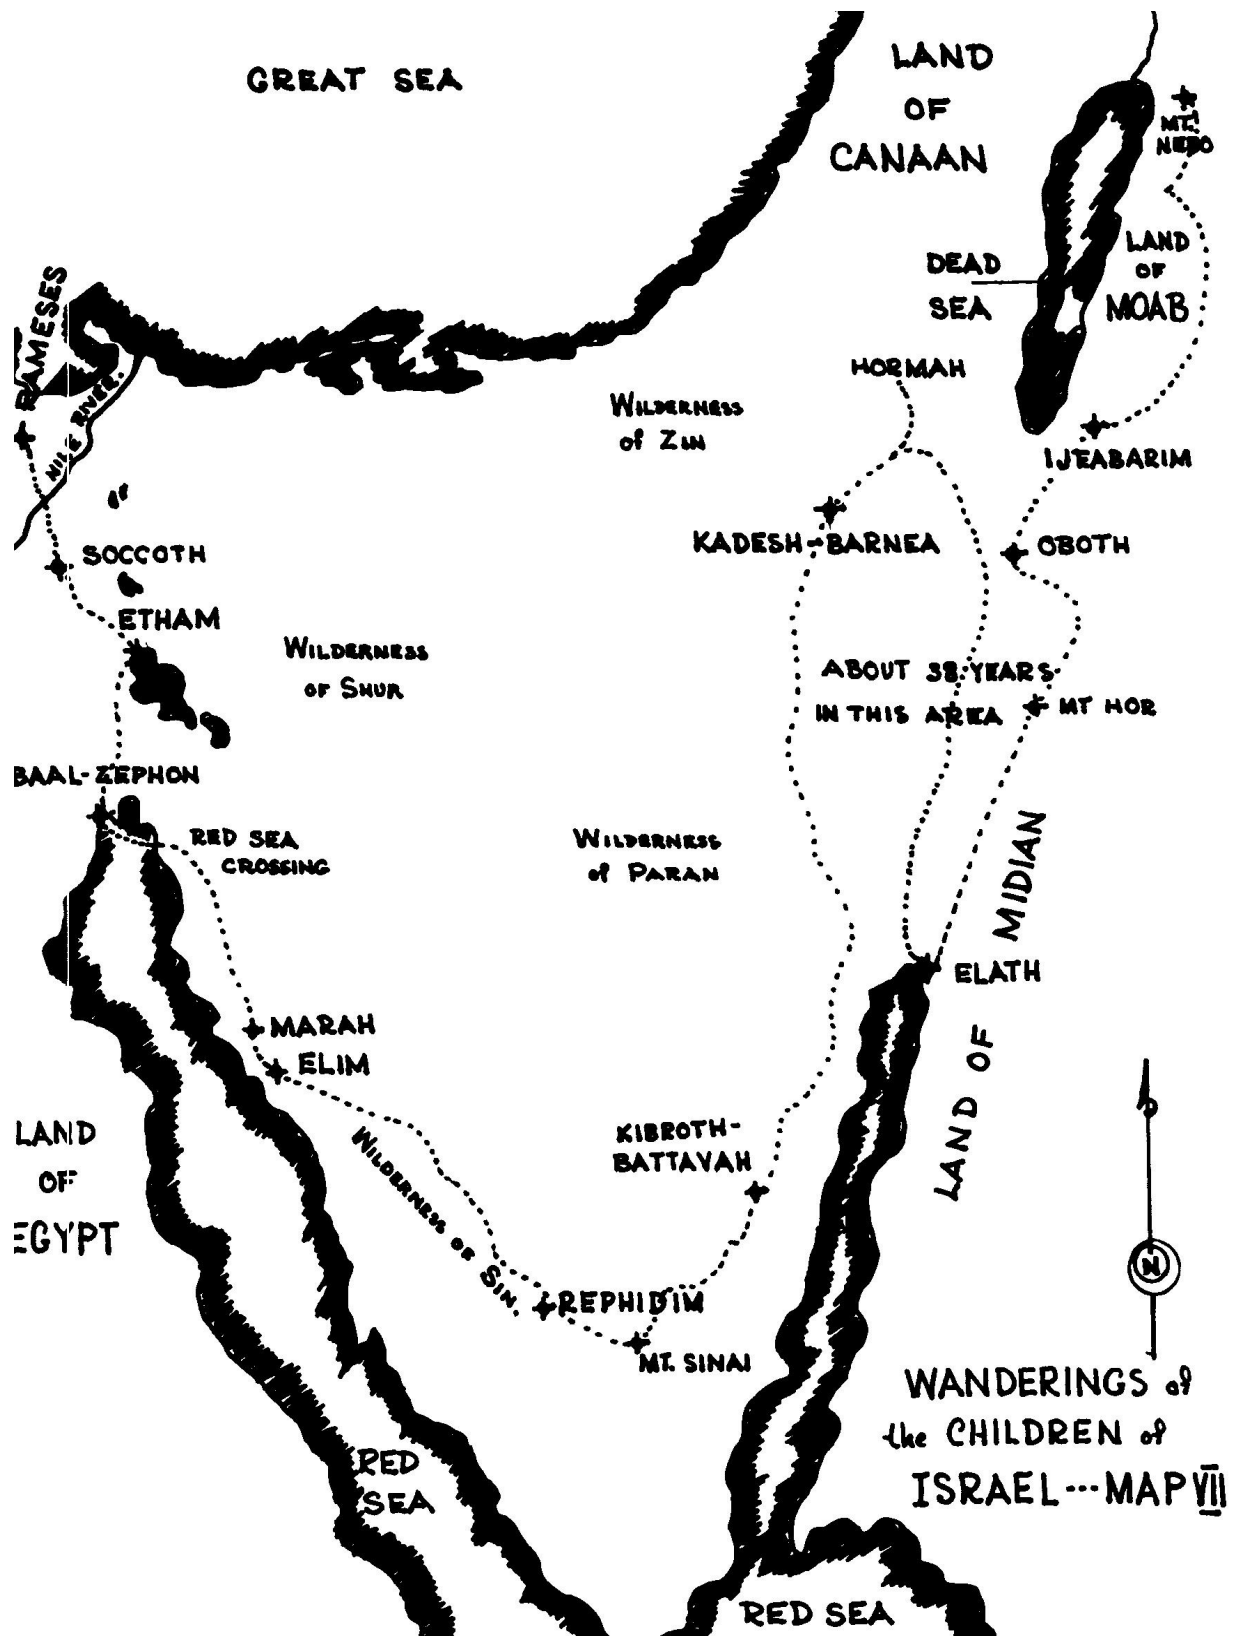 GREAT SEA
LAND
OF
CANAAN
MT.
NEBO
LAND
OF
MOAB
DEAD
SEA
RAMESES
NILE RIVER.
HORMAH
WILDERNESS
of ZIN
IJEABARIM
KADESH-BARNEA
OBOTH
SOCCOTH
ETHAM
WILDERNESS
OF SHUR
ABOUT 38 YEARS
IN THIS AREA
MT HOR
BAAL-ZEPHON
RED SEA
CROSSING
WILDERNESS
of PARAN
LAND OF MIDIAN
ELATH
MARAH
ELIM
LAND
OF
EGYPT
WILDERNESS OF SIN.
KIBROTH-
BATTAVAH
REPHIDIM
MT. SINAI
N
WANDERINGS of
the CHILDREN of
ISRAEL---MAP VII
RED
SEA
RED SEA